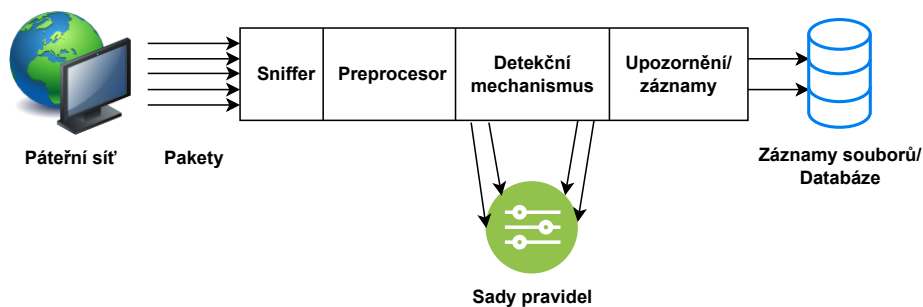 Sniffer
Preprocesor
Detekční
mechanismus
Upozornění/
záznamy
Páteřní síť
Pakety
Záznamy souborů/
Databáze
Sady pravidel